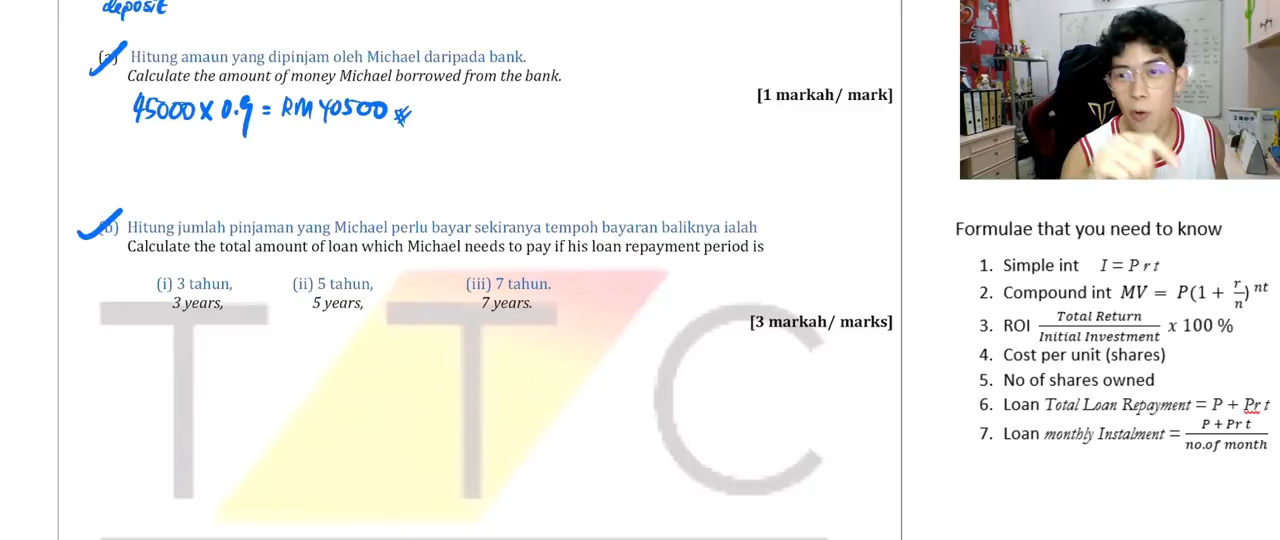 deposit
(a) Hitung amaun yang dipinjam oleh Michael daripada bank.
Calculate the amount of money Michael borrowed from the bank.
[1 markah/ mark]
45000 x 0.9 = RM 40500
(b) Hitung jumlah pinjaman yang Michael perlu bayar sekiranya tempoh bayaran baliknya ialah
Calculate the total amount of loan which Michael needs to pay if his loan repayment period is
(i) 3 tahun, (ii) 5 tahun, (iii) 7 tahun.
3 years, 5 years, 7 years.
[3 markah/ marks]
TTC
Formulae that you need to know
1. Simple int I = P r t
2. Compound int MV = P(1 + r/n) nt
3. ROI Total Return / Initial Investment x 100 %
4. Cost per unit (shares)
5. No of shares owned
6. Loan Total Loan Repayment = P + Pr t
7. Loan monthly Instalment = P + Pr t / no.of month